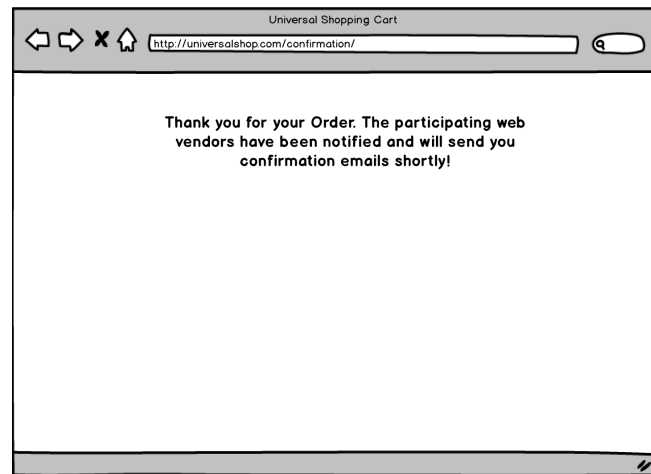 Universal Shopping Cart
http://universalshop.com/confirmation/
Thank you for your Order. The participating web
vendors have been notified and will send you
confirmation emails shortly!